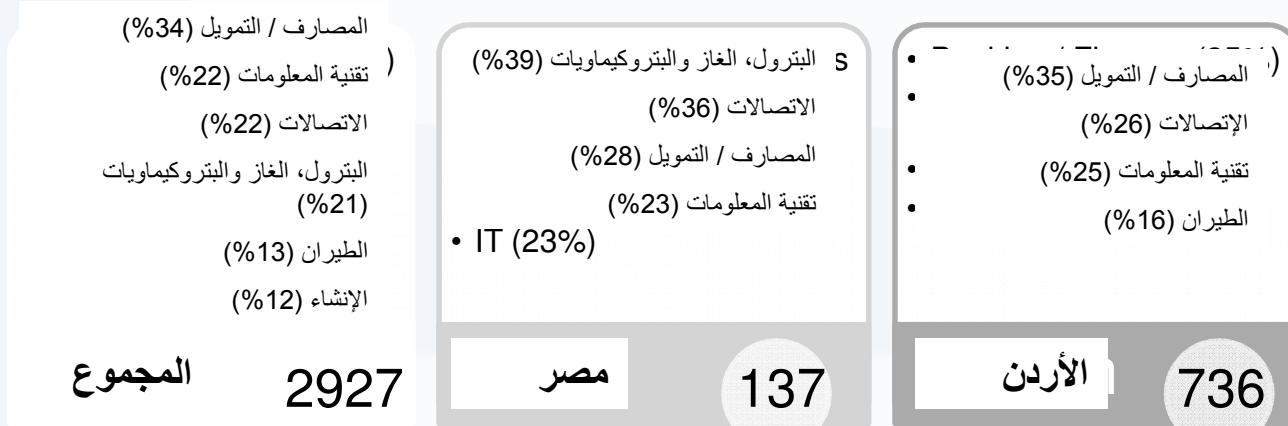 المصارف / التمويل (35%)
الإتصالات (26%)
تقنية المعلومات (25%)
الطيران (16%)
الأردن
736
البترول، الغاز والبتروكيماويات (39%)
الاتصالات (36%)
المصارف / التمويل (28%)
تقنية المعلومات (23%)
• IT (23%)
مصر
137
المصارف / التمويل (34%)
تقنية المعلومات (22%)
الاتصالات (22%)
البترول، الغاز والبتروكيماويات
(21%)
الطيران (13%)
الإنشاء (12%)
المجموع
2927